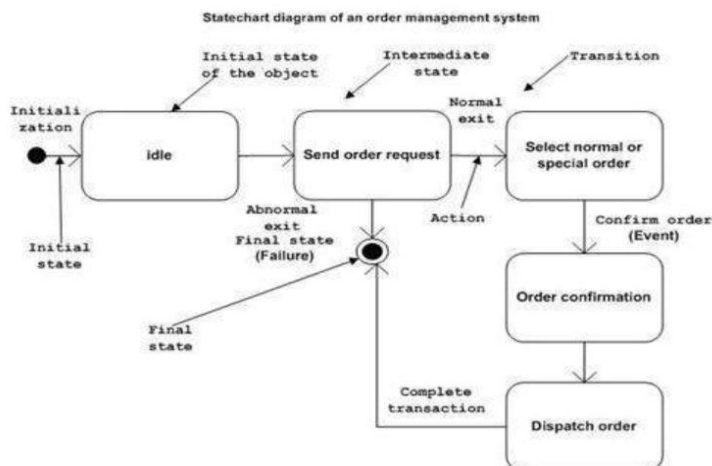 Statechart diagram of an order management system
Initial state
of the object
Intermediate
state
Transition
Initiali
zation
Normal
exit
idle
Send order request
Select normal or
special order
Initial
state
Abnormal
exit
Final state
(Failure)
Action
Confirm order
(Event)
Order confirmation
Final
state
Complete
transaction
Dispatch order